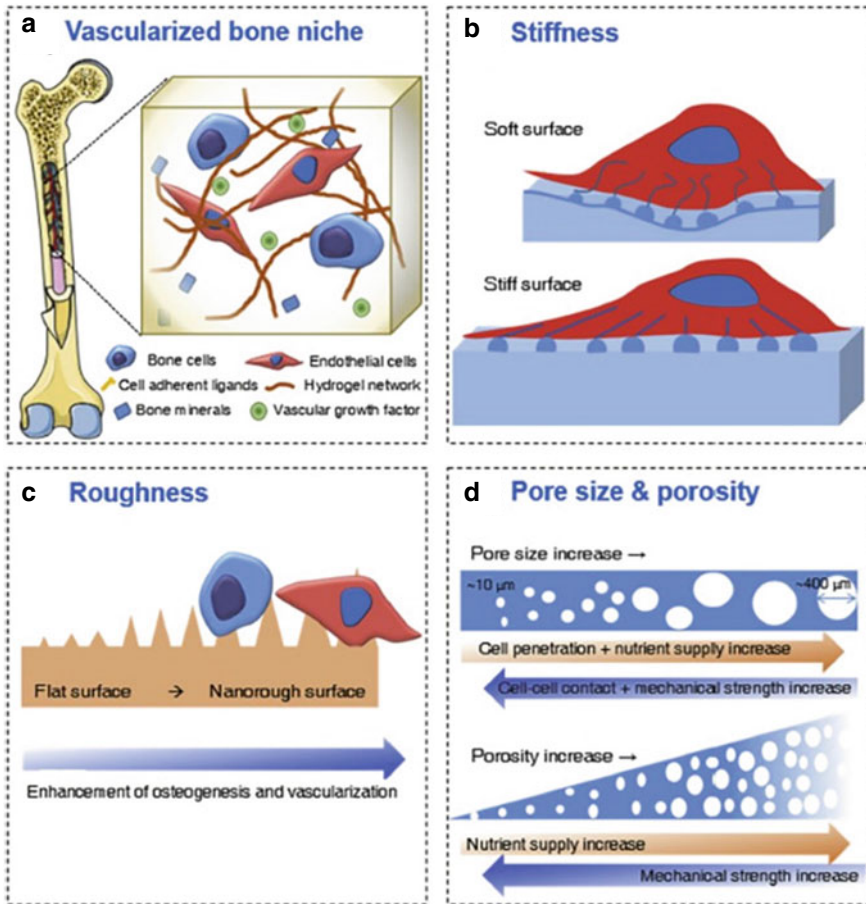 a
Vascularized bone niche
Bone cells
Endothelial cells
Cell adherent ligands
Hydrogel network
Bone minerals
Vascular growth factor
b
Stiffness
Soft surface
Stiff surface
c
Roughness
Flat surface → Nanorough surface
Enhancement of osteogenesis and vascularization
d
Pore size & porosity
Pore size increase →
~10 µm
~400 µm
Cell penetration + nutrient supply increase
Cell-cell contact + mechanical strength increase
Porosity increase →
Nutrient supply increase
Mechanical strength increase